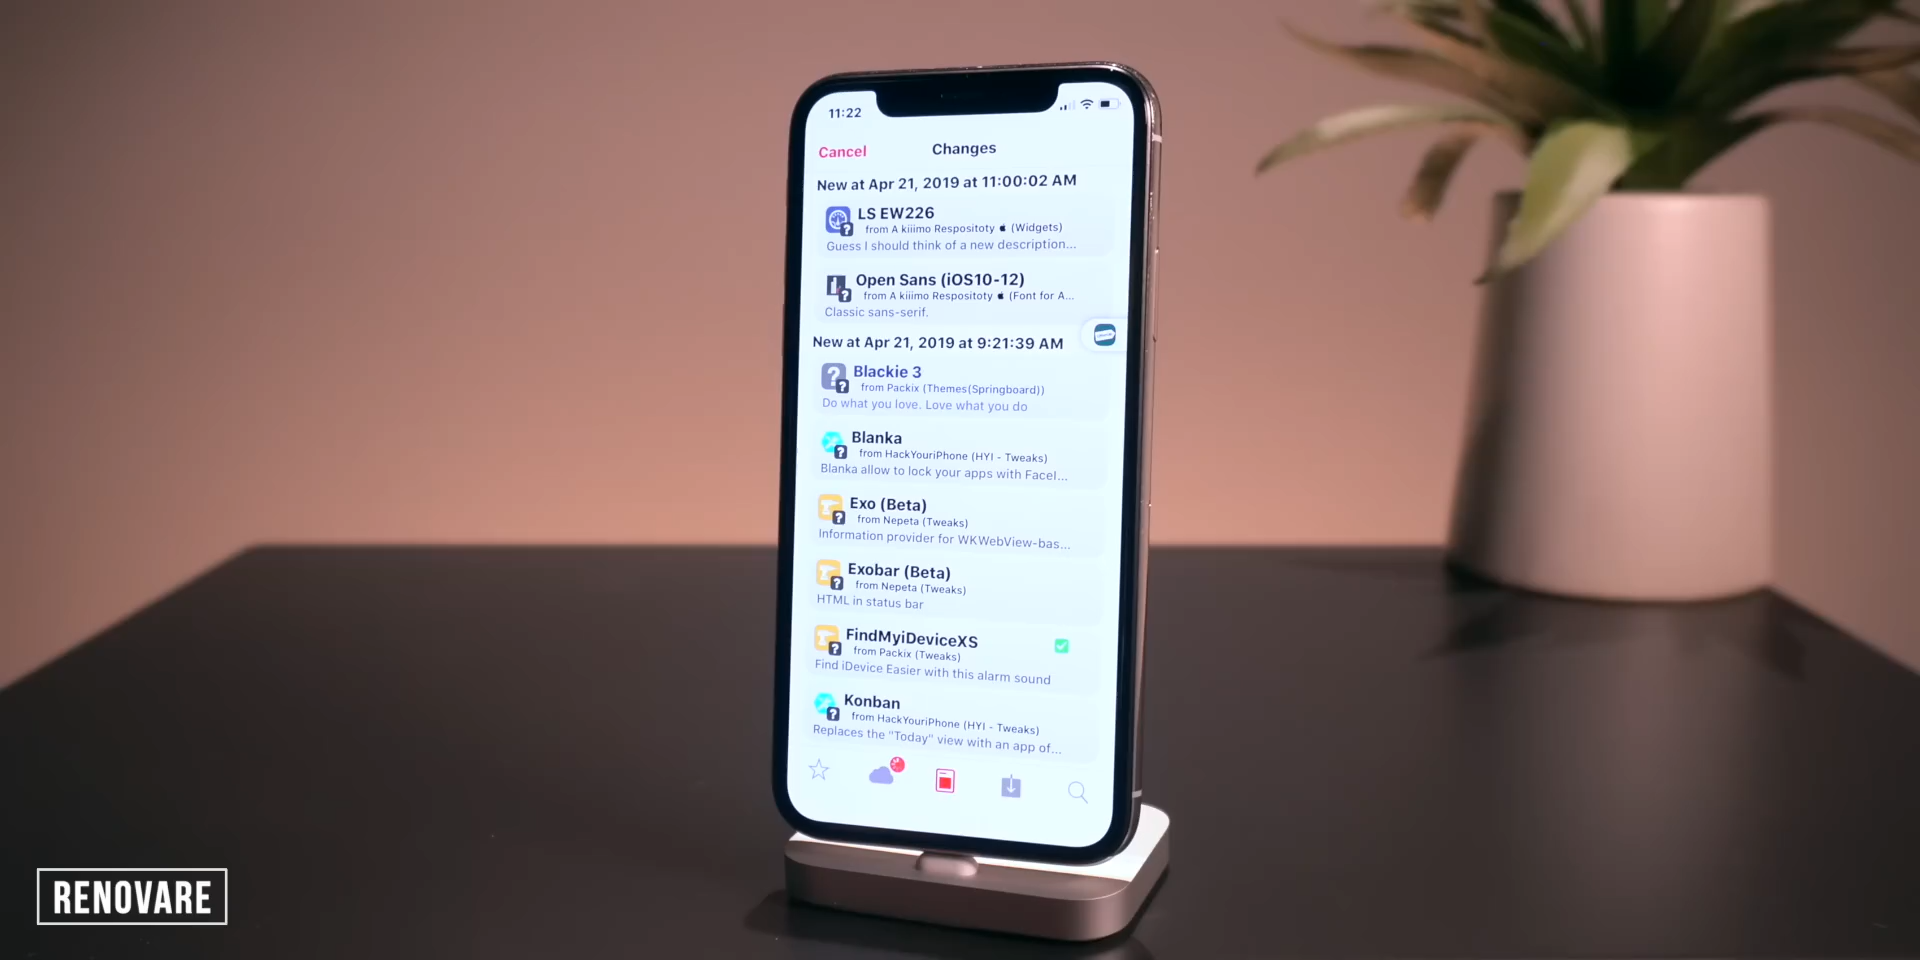 11:22
Cancel
Changes
New at Apr 21, 2019 at 11:00:02 AM
LS EW226
from A kiiimo Respositoty (Widgets)
Guess I should think of a new description...
Open Sans (iOS10-12)
from A kiiimo Respositoty (Font for A...
Classic sans-serif.
New at Apr 21, 2019 at 9:21:39 AM
Blackie 3
from Packix (Themes(Springboard))
Do what you love. Love what you do
Blanka
from HackYouriPhone (HYI - Tweaks)
Blanka allow to lock your apps with FaceI...
Exo (Beta)
from Nepeta (Tweaks)
Information provider for WKWebView-bas...
Exobar (Beta)
from Nepeta (Tweaks)
HTML in status bar
FindMyiDeviceXS
from Packix (Tweaks)
Find iDevice Easier with this alarm sound
Konban
from HackYouriPhone (HYI - Tweaks)
Replaces the "Today" view with an app of...
RENOVARE